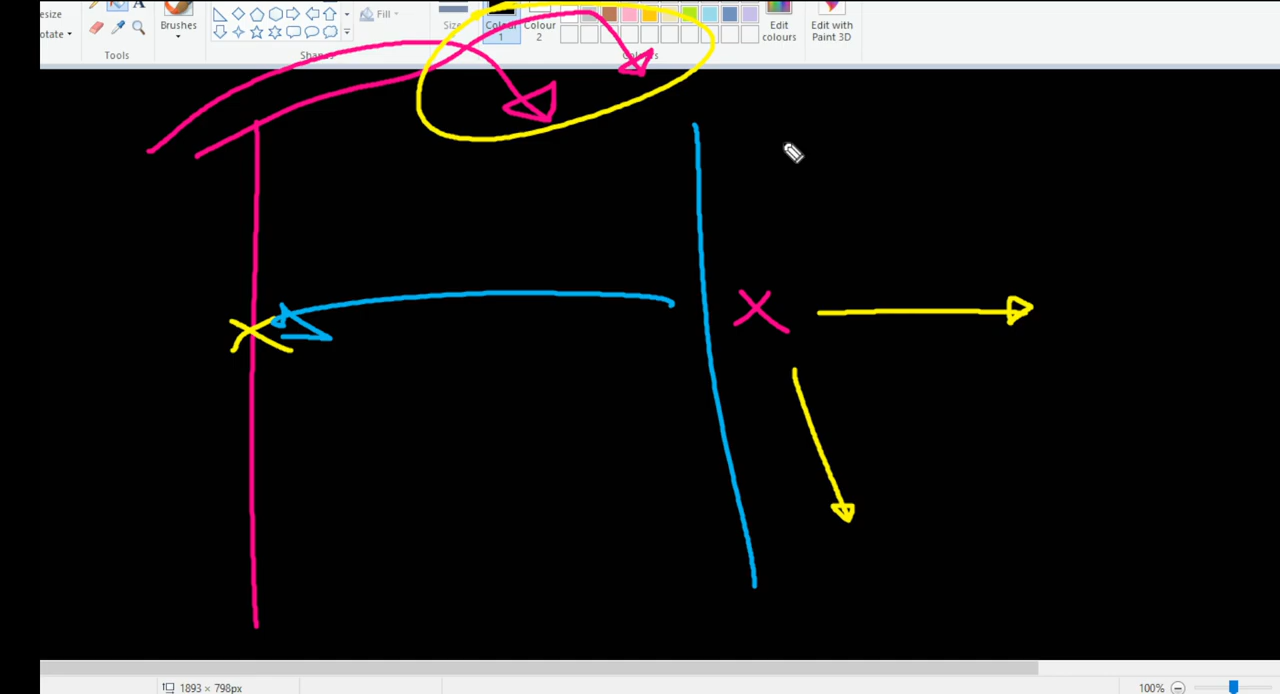 esize
otate
A
Brushes
Fill
Size
Colour
1
Colour
2
Edit
colours
Edit with
Paint 3D
Tools
1893 × 798px
100%